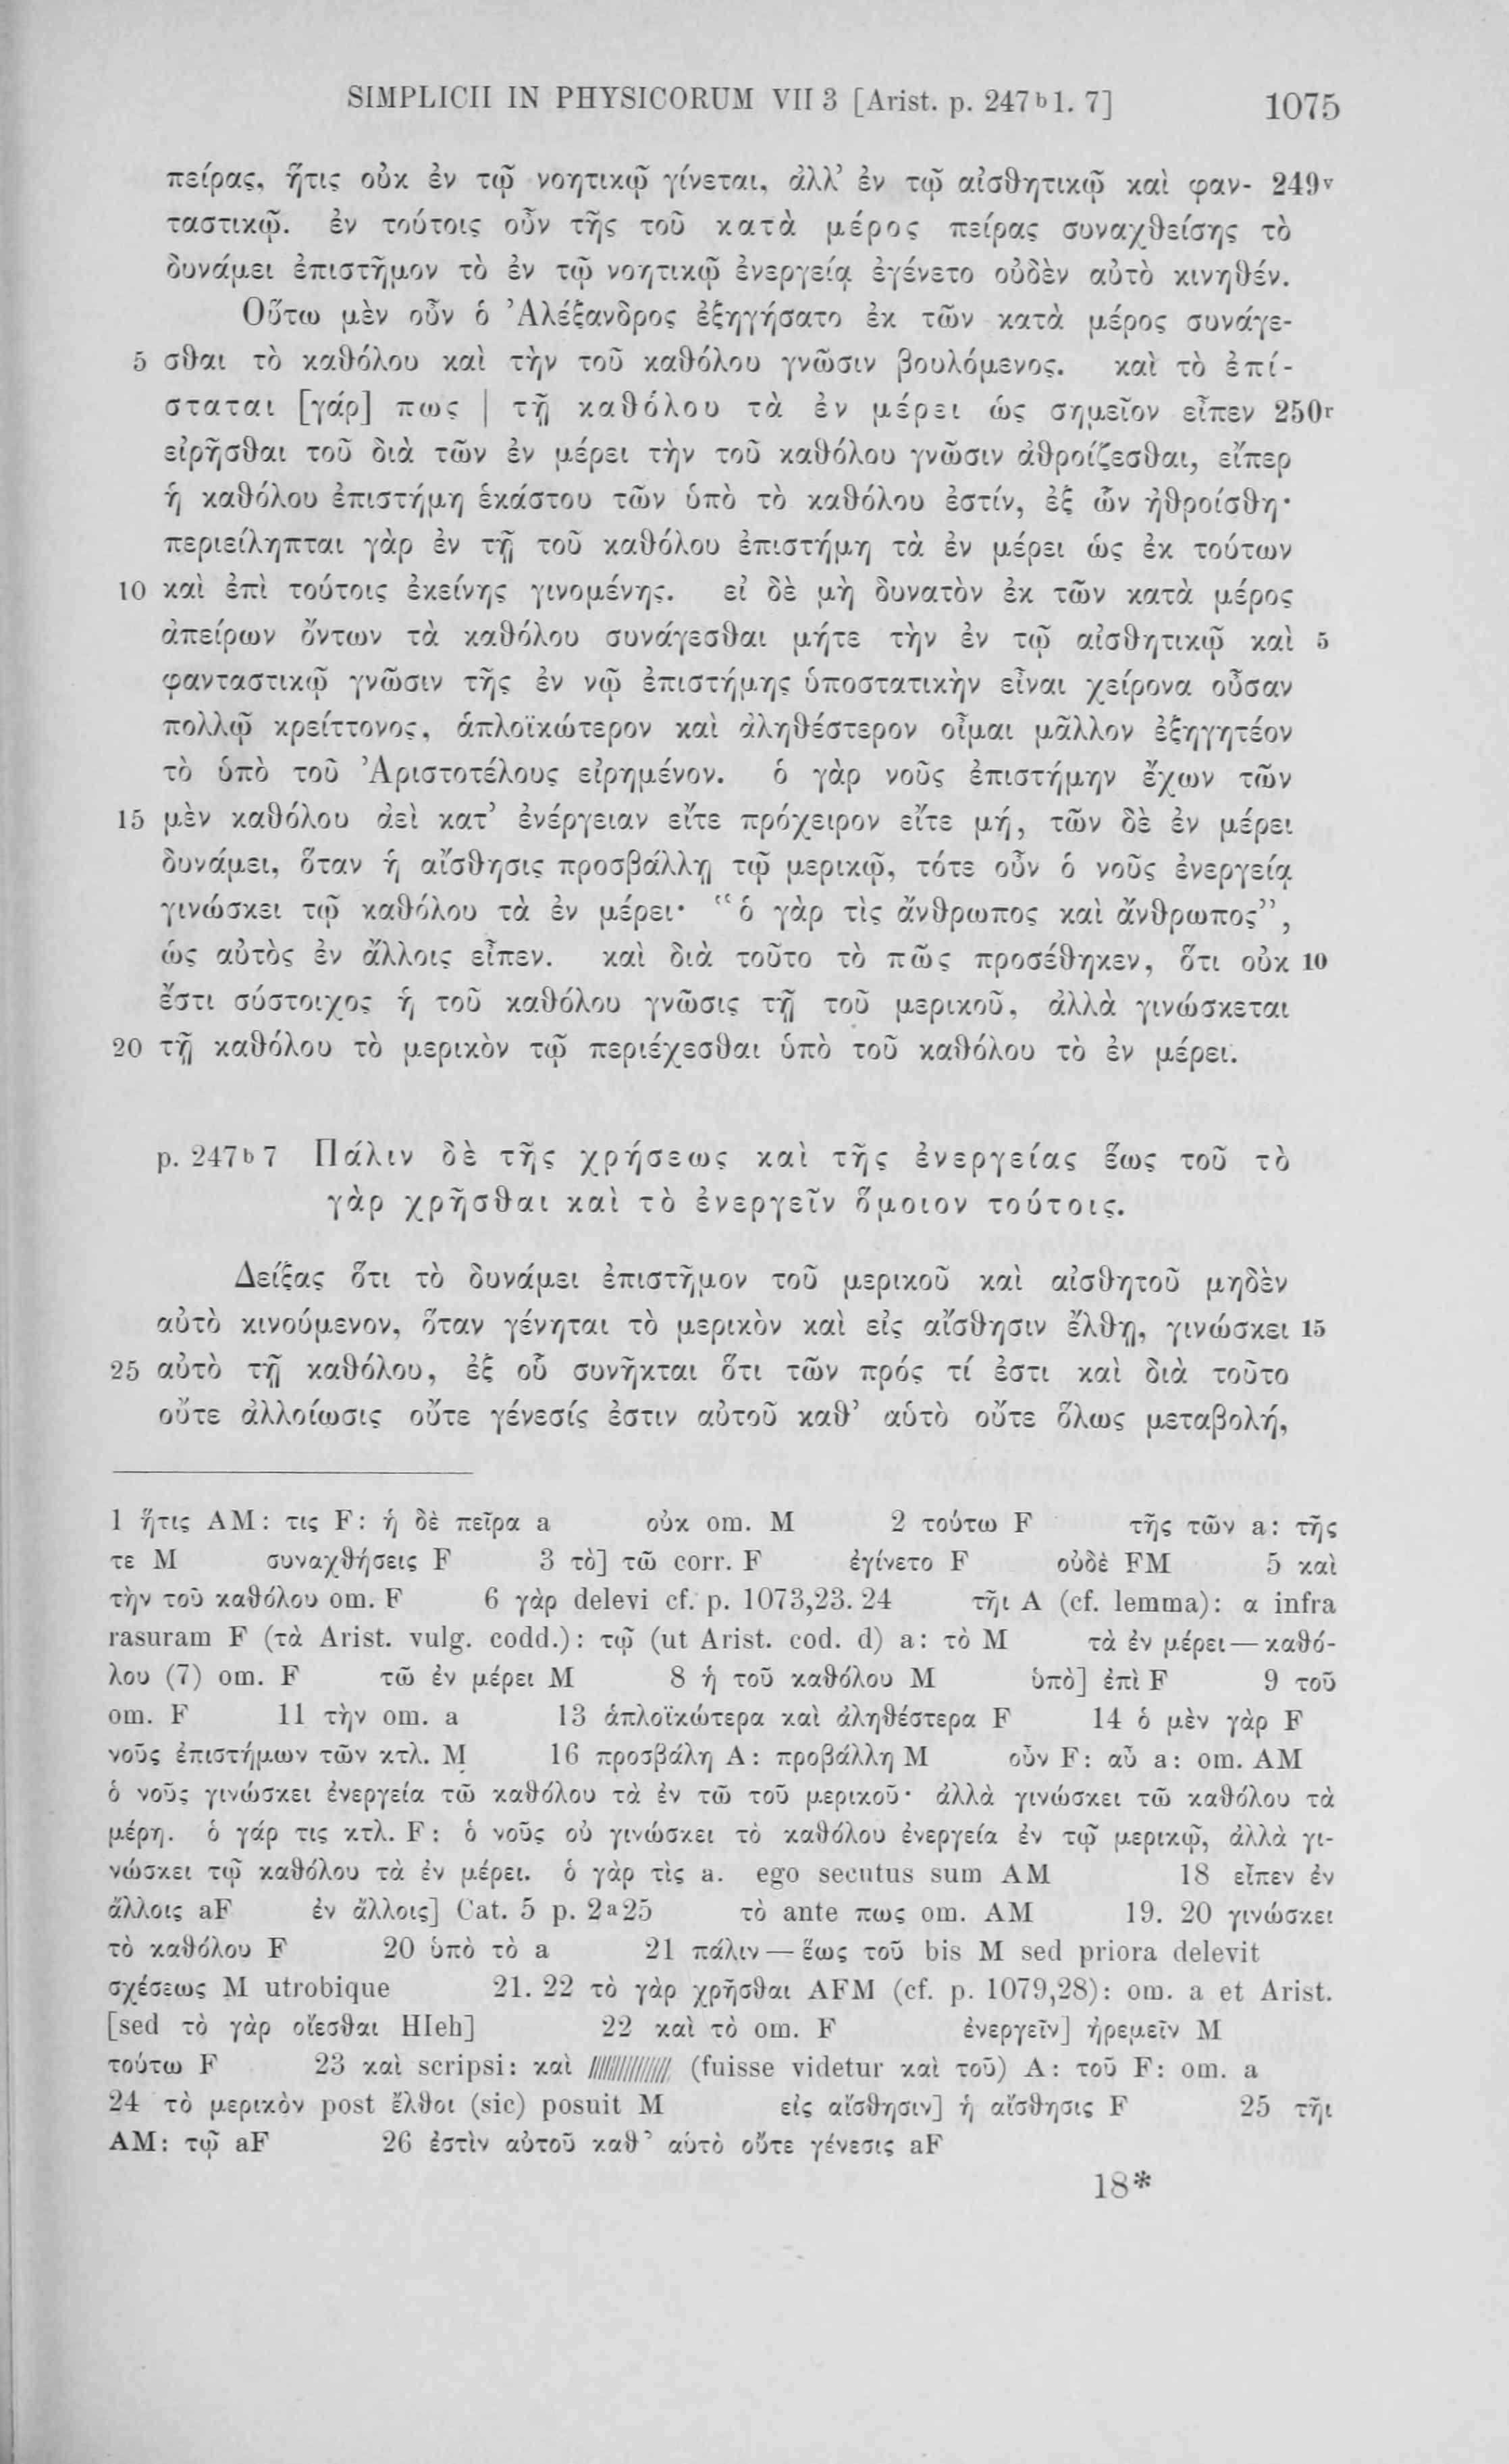 SIMPLICII IN PHYSICORUM VII 3 [Arist. p. 247b1. 7] 1075
πείρας, ἥτις οὐκ ἐν τῷ νοητικῷ γίνεται, ἀλλ’ ἐν τῷ αἰσθητικῷ καὶ φαν- 249v
ταστικῷ. ἐν τούτοις οὖν τῆς τοῦ κατὰ μέρος πείρας συναχθείσης τὸ
δυνάμει ἐπιστῆμον τὸ ἐν τῷ νοητικῷ ἐνεργείᾳ ἐγένετο οὐδὲν αὐτὸ κινηθέν.
Οὕτω μὲν οὖν ὁ Ἀλέξανδρος ἐξηγήσατο ἐκ τῶν κατὰ μέρος συνάγε-
5 σθαι τὸ καθόλου καὶ τὴν τοῦ καθόλου γνῶσιν βουλόμενος. καὶ τὸ ἐπί-
σταται [γάρ] πως | τῇ καθόλου τὰ ἐν μέρει ὡς σημεῖον εἶπεν 250r
εἰρῆσθαι τοῦ διὰ τῶν ἐν μέρει τὴν τοῦ καθόλου γνῶσιν ἀθροίζεσθαι, εἴπερ
ἡ καθόλου ἐπιστήμη ἑκάστου τῶν ὑπὸ τὸ καθόλου ἐστίν, ἐξ ὧν ἠθροίσθη·
περιείληπται γὰρ ἐν τῇ τοῦ καθόλου ἐπιστήμῃ τὰ ἐν μέρει ὡς ἐκ τούτων
10 καὶ ἐπὶ τούτοις ἐκείνης γινομένης. εἰ δὲ μὴ δυνατὸν ἐκ τῶν κατὰ μέρος
ἀπείρων ὄντων τὰ καθόλου συνάγεσθαι μήτε τὴν ἐν τῷ αἰσθητικῷ καὶ 5
φανταστικῷ γνῶσιν τῆς ἐν νῷ ἐπιστήμης ὑποστατικὴν εἶναι χείρονα οὖσαν
πολλῷ κρείττονος, ἁπλοϊκώτερον καὶ ἀληθέστερον οἶμαι μᾶλλον ἐξηγητέον
τὸ ὑπὸ τοῦ Ἀριστοτέλους εἰρημένον. ὁ γὰρ νοῦς ἐπιστήμην ἔχων τῶν
15 μὲν καθόλου ἀεὶ κατ’ ἐνέργειαν εἴτε πρόχειρον εἴτε μή, τῶν δὲ ἐν μέρει
δυνάμει, ὅταν ἡ αἴσθησις προσβάλλῃ τῷ μερικῷ, τότε οὖν ὁ νοῦς ἐνεργείᾳ
γινώσκει τῷ καθόλου τὰ ἐν μέρει· “ὁ γὰρ τὶς ἄνθρωπος καὶ ἄνθρωπος”,
ὡς αὐτὸς ἐν ἄλλοις εἶπεν. καὶ διὰ τοῦτο τὸ πῶς προσέθηκεν, ὅτι οὐκ 10
ἔστι σύστοιχος ἡ τοῦ καθόλου γνῶσις τῇ τοῦ μερικοῦ, ἀλλὰ γινώσκεται
20 τῇ καθόλου τὸ μερικὸν τῷ περιέχεσθαι ὑπὸ τοῦ καθόλου τὸ ἐν μέρει.
p. 247b7 Πάλιν δὲ τῆς χρήσεως καὶ τῆς ἐνεργείας ἕως τοῦ τὸ
γὰρ χρῆσθαι καὶ τὸ ἐνεργεῖν ὅμοιον τούτοις.
Δείξας ὅτι τὸ δυνάμει ἐπιστῆμον τοῦ μερικοῦ καὶ αἰσθητοῦ μηδὲν
αὐτὸ κινούμενον, ὅταν γένηται τὸ μερικὸν καὶ εἰς αἴσθησιν ἔλθῃ, γινώσκει 15
25 αὐτὸ τῇ καθόλου, ἐξ οὗ συνῆκται ὅτι τῶν πρός τί ἐστι καὶ διὰ τοῦτο
οὔτε ἀλλοίωσις οὔτε γένεσίς ἐστιν αὐτοῦ καθ’ αὑτὸ οὔτε ὅλως μεταβολή,
1 ἥτις AM: τις F: ἡ δὲ πεῖρα a οὐκ om. M 2 τούτω F τῆς τῶν a: τῆς
τε M συναχθήσεις F 3 τὸ] τῶ corr. F ἐγίνετο F οὐδὲ FM 5 καὶ
τὴν τοῦ καθόλου om. F 6 γὰρ delevi cf. p. 1073,23. 24 τῆι A (cf. lemma): α infra
rasuram F (τὰ Arist. vulg. codd.): τῷ (ut Arist. cod. d) a: τὸ M τὰ ἐν μέρει — καθό-
λου (7) om. F τῶ ἐν μέρει M 8 ἡ τοῦ καθόλου M ὑπὸ] ἐπὶ F 9 τοῦ
om. F 11 τὴν om. a 13 ἁπλοϊκώτερα καὶ ἀληθέστερα F 14 ὁ μὲν γὰρ F
νοῦς ἐπιστήμων τῶν κτλ. M 16 προσβάλη A: προβάλλη M οὖν F: αὖ a: om. AM
ὁ νοῦς γινώσκει ἐνεργεία τῶ καθόλου τὰ ἐν τῶ τοῦ μερικοῦ· ἀλλὰ γινώσκει τῶ καθόλου τὰ
μέρη. ὁ γάρ τις κτλ. F: ὁ νοῦς οὐ γινώσκει τὸ καθόλου ἐνεργεία ἐν τῷ μερικῷ, ἀλλὰ γι-
νώσκει τῷ καθόλου τὰ ἐν μέρει. ὁ γὰρ τὶς a. ego secutus sum AM 18 εἶπεν ἐν
ἄλλοις aF ἐν ἄλλοις] Cat. 5 p. 2a25 τὸ ante πως om. AM 19. 20 γινώσκει
τὸ καθόλου F 20 ὑπὸ τὸ a 21 πάλιν — ἕως τοῦ bis M sed priora delevit
σχέσεως M utrobique 21. 22 τὸ γὰρ χρῆσθαι AFM (cf. p. 1079,28): om. a et Arist.
[sed τὸ γὰρ οἴεσθαι HIeh] 22 καὶ τὸ om. F ἐνεργεῖν] ἠρεμεῖν M
τούτω F 23 καὶ scripsi: καὶ ////////////// (fuisse videtur καὶ τοῦ) A: τοῦ F: om. a
24 τὸ μερικὸν post ἔλθοι (sic) posuit M εἰς αἴσθησιν] ἡ αἴσθησις F 25 τῆι
AM: τῷ aF 26 ἐστὶν αὐτοῦ καθ’ αὑτὸ οὔτε γένεσις aF
18*